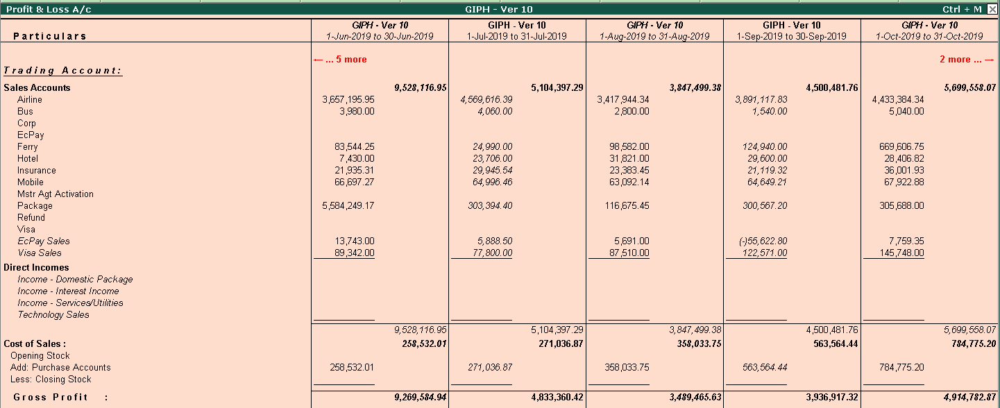 Profit & Loss A/c GIPH - Ver 10 Ctrl + M
GIPH - Ver 10 GIPH - Ver 10 GIPH - Ver 10 GIPH - Ver 10 GIPH - Ver 10
Particulars 1-Jun-2019 to 30-Jun-2019 1-Jul-2019 to 31-Jul-2019 1-Aug-2019 to 31-Aug-2019 1-Sep-2019 to 30-Sep-2019 1-Oct-2019 to 31-Oct-2019
← ... 5 more 2 more ... →
Trading Account:
Sales Accounts 9,528,116.95 5,104,397.29 3,847,499.38 4,500,481.76 5,699,558.07
Airline 3,657,195.95 4,569,616.39 3,417,944.34 3,891,117.83 4,433,384.34
Bus 3,980.00 4,060.00 2,800.00 1,540.00 5,040.00
Corp
EcPay
Ferry 83,544.25 24,990.00 98,582.00 124,940.00 669,606.75
Hotel 7,430.00 23,706.00 31,821.00 29,600.00 28,406.82
Insurance 21,935.31 29,945.54 23,383.45 21,119.32 36,001.93
Mobile 66,697.27 64,996.46 63,092.14 64,649.21 67,922.88
Mstr Agt Activation
Package 5,584,249.17 303,394.40 116,675.45 300,567.20 305,688.00
Refund
Visa
EcPay Sales 13,743.00 5,888.50 5,691.00 (-)55,622.80 7,759.35
Visa Sales 89,342.00 77,800.00 87,510.00 122,571.00 145,748.00
Direct Incomes
Income - Domestic Package
Income - Interest Income
Income - Services/Utilities
Technology Sales
9,528,116.95 5,104,397.29 3,847,499.38 4,500,481.76 5,699,558.07
Cost of Sales : 258,532.01 271,036.87 358,033.75 563,564.44 784,775.20
Opening Stock
Add: Purchase Accounts 258,532.01 271,036.87 358,033.75 563,564.44 784,775.20
Less: Closing Stock
Gross Profit : 9,269,584.94 4,833,360.42 3,489,465.63 3,936,917.32 4,914,782.87